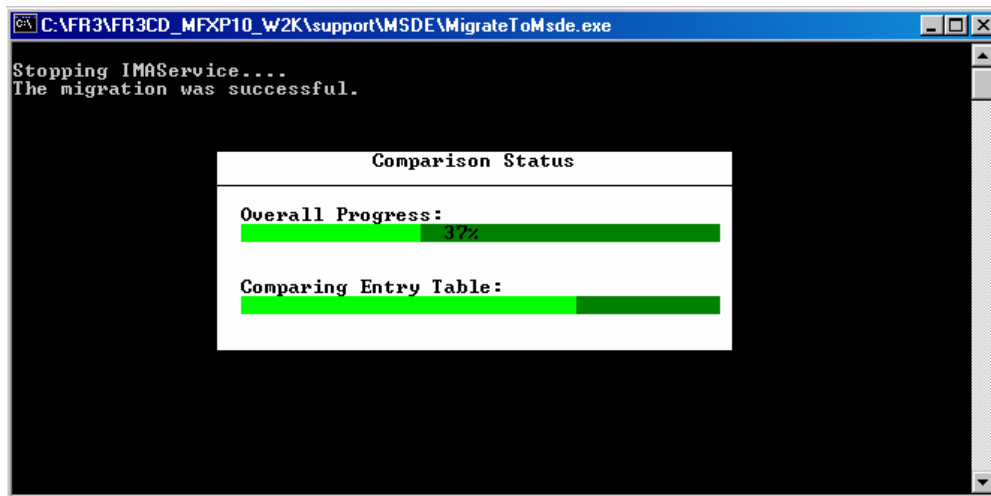 C:\FR3\FR3CD_MFXP10_W2K\support\MSDE\MigrateToMsde.exe
Stopping IMAService....
The migration was successful.
Comparison Status
Overall Progress:
37%
Comparing Entry Table: